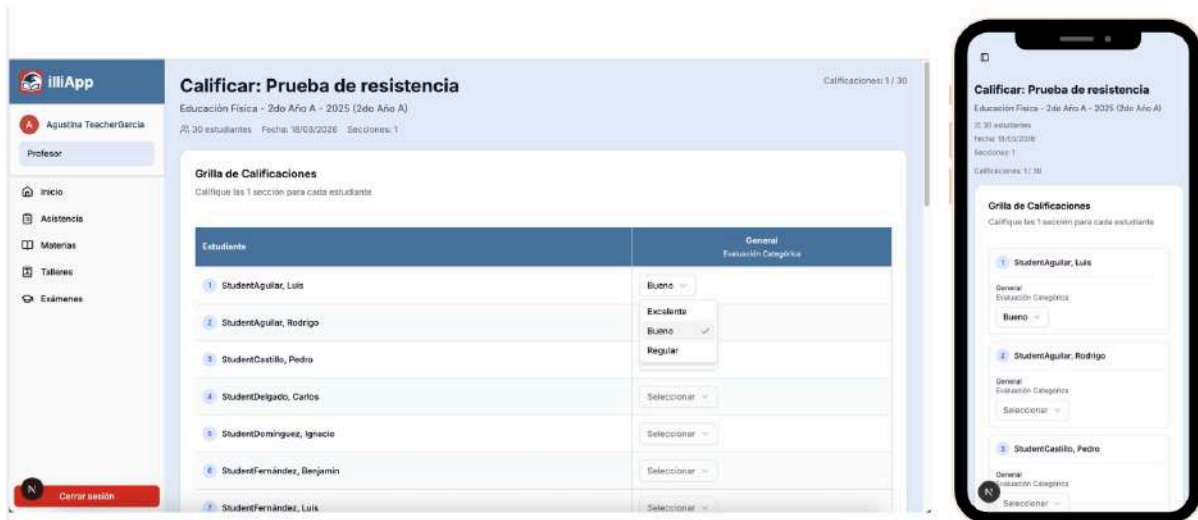 illiApp
A Agustina TeacherGarcia
Profesor
Inicio
Asistencia
Materias
Talleres
Exámenes
N
Cerrar sesión
Calificar: Prueba de resistencia
Calificaciones: 1 / 30
Educación Física - 2do Año A - 2025 (2do Año A)
30 estudiantes Fecha: 18/03/2026 Secciones: 1
Grilla de Calificaciones
Califique las 1 sección para cada estudiante
Estudiante
General
Evaluación Categórica
1 StudentAguilar, Luis
Bueno
Excelente
Bueno
Regular
2 StudentAguilar, Rodrigo
3 StudentCastillo, Pedro
4 StudentDelgado, Carlos
Seleccionar
5 StudentDomínguez, Ignacio
Seleccionar
6 StudentFernández, Benjamín
Seleccionar
7 StudentFernández, Luis
Seleccionar
Calificar: Prueba de resistencia
Educación Física - 2do Año A - 2025 (2do Año A)
30 estudiantes
Fecha: 18/03/2026
Secciones: 1
Calificaciones: 1 / 30
Grilla de Calificaciones
Califique las 1 sección para cada estudiante
1 StudentAguilar, Luis
General
Evaluación Categórica
Bueno
2 StudentAguilar, Rodrigo
General
Evaluación Categórica
Seleccionar
3 StudentCastillo, Pedro
General
Evaluación Categórica
N
Seleccionar